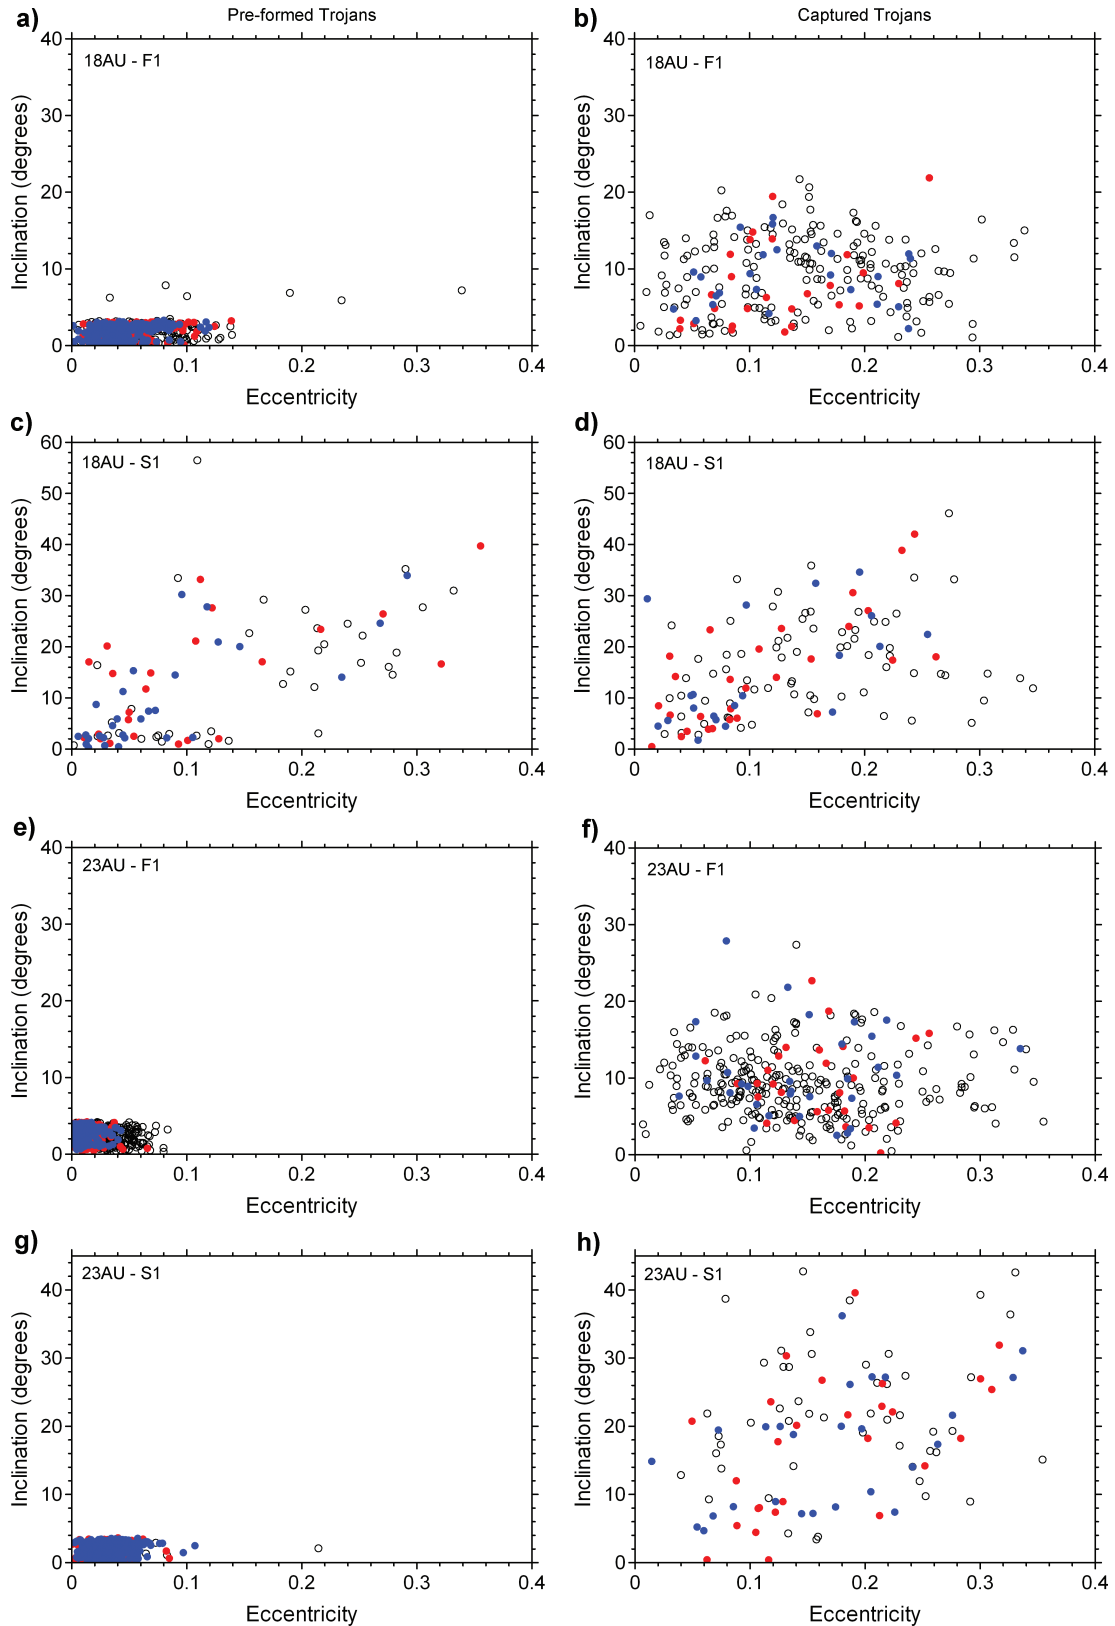 a) Pre-formed Trojans
b) Captured Trojans
40
30
20
10
0
18AU - F1
Inclination (degrees)
0 0.1 0.2 0.3 0.4
Eccentricity
40
30
20
10
0
18AU - F1
Inclination (degrees)
0 0.1 0.2 0.3 0.4
Eccentricity
c)
60
50
40
30
20
10
0
18AU - S1
Inclination (degrees)
0 0.1 0.2 0.3 0.4
Eccentricity
d)
60
50
40
30
20
10
0
18AU - S1
Inclination (degrees)
0 0.1 0.2 0.3 0.4
Eccentricity
e)
40
30
20
10
0
23AU - F1
Inclination (degrees)
0 0.1 0.2 0.3 0.4
Eccentricity
f)
40
30
20
10
0
23AU - F1
Inclination (degrees)
0 0.1 0.2 0.3 0.4
Eccentricity
g)
40
30
20
10
0
23AU - S1
Inclination (degrees)
0 0.1 0.2 0.3 0.4
Eccentricity
h)
40
30
20
10
0
23AU - S1
Inclination (degrees)
0 0.1 0.2 0.3 0.4
Eccentricity